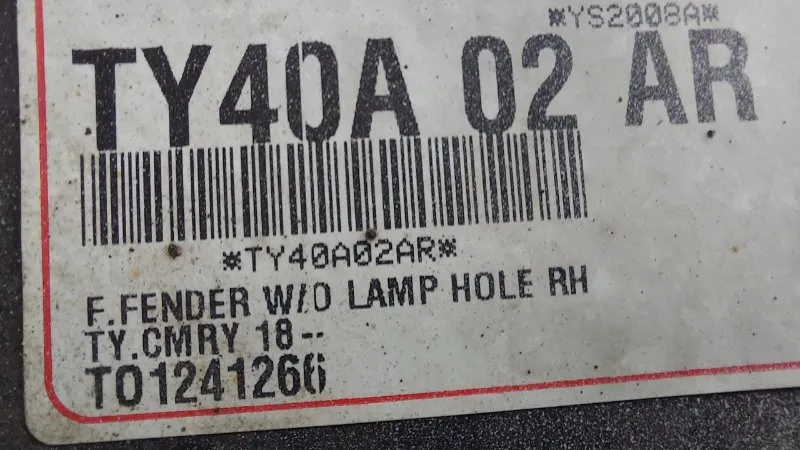 *YS2008A*
TY40A 02 AR
*TY40A02AR*
F.FENDER W/O LAMP HOLE RH
TY.CMRY 18--
TO1241266